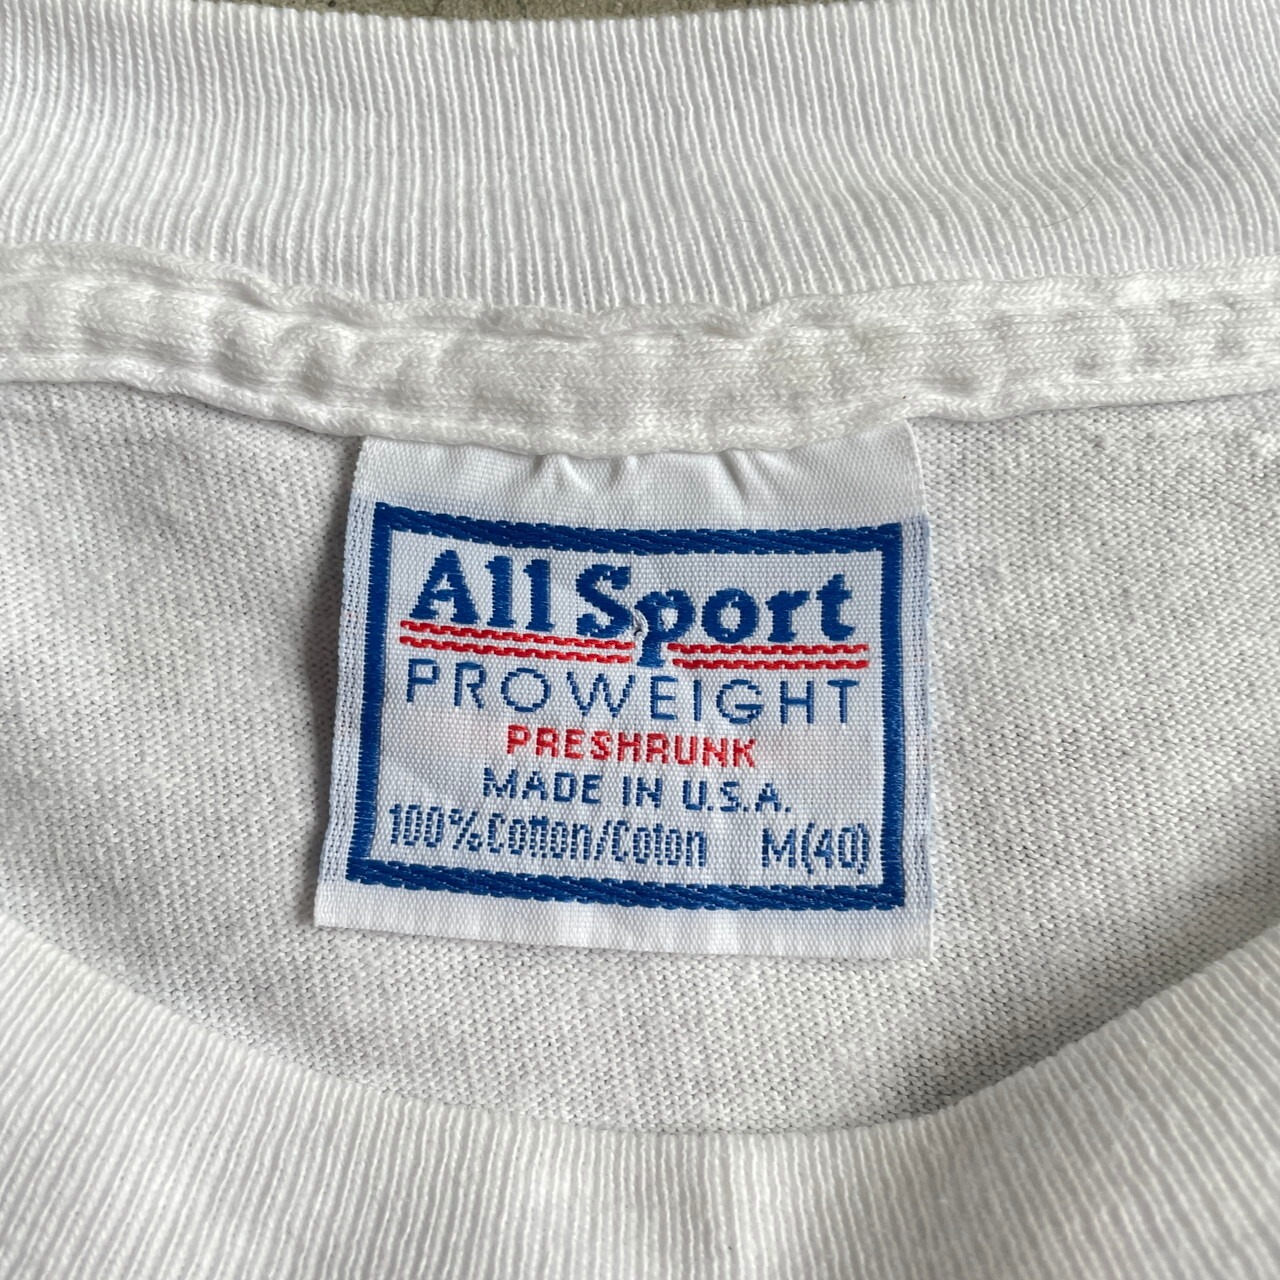 All Sport
PROWEIGHT
PRESHRUNK
MADE IN U.S.A.
100% Cotton/Coton M(40)